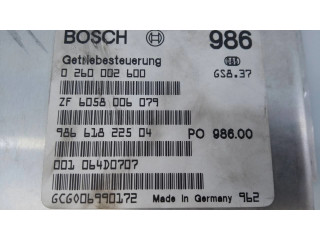 BOSCH 986
Getriebesteuerung
0 260 002 600 GS8.37
ZF 6058 006 079
986 618 225 04 PO 986.00
001 064D0707
GCG006990172 Made in Germany 962